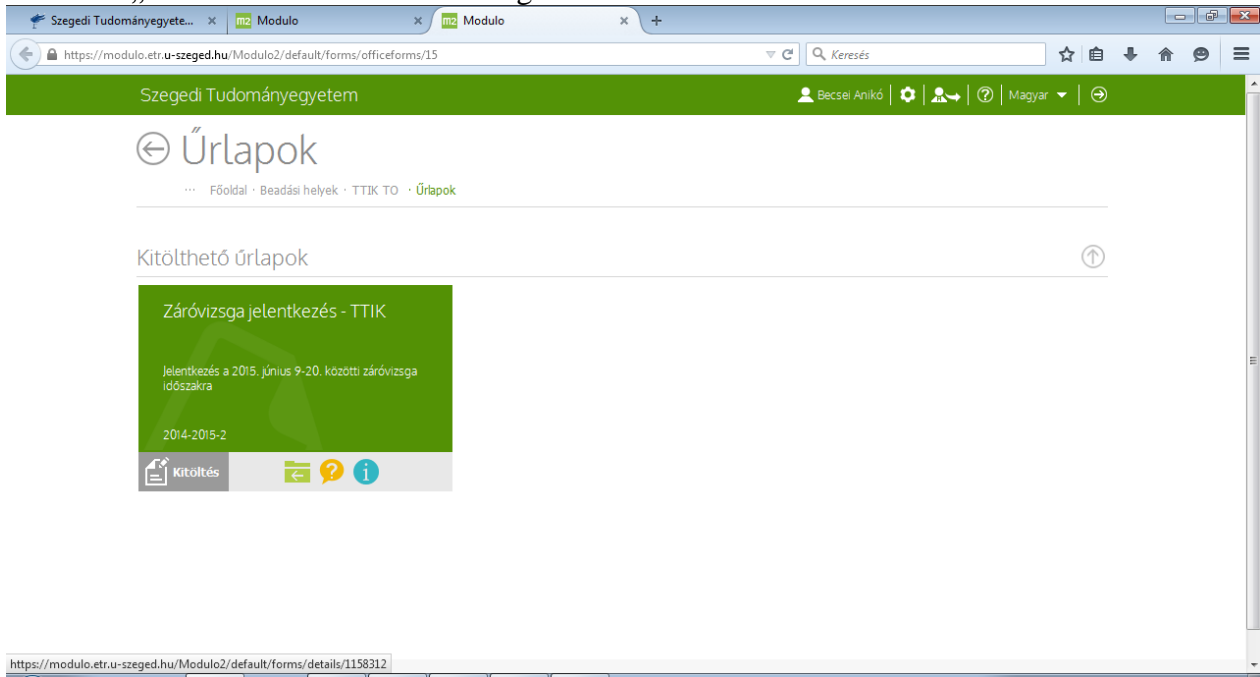 Szegedi Tudományegyete... × m2 Modulo × m2 Modulo × +
https://modulo.etr.u-szeged.hu/Modulo2/default/forms/officeforms/15 Keresés
Szegedi Tudományegyetem Becsei Anikó Magyar
Űrlapok
··· Főoldal · Beadási helyek · TTIK TO · Űrlapok
Kitölthető űrlapok
Záróvizsga jelentkezés - TTIK
Jelentkezés a 2015. június 9-20. közötti záróvizsga
időszakra
2014-2015-2
Kitöltés
https://modulo.etr.u-szeged.hu/Modulo2/default/forms/details/1158312